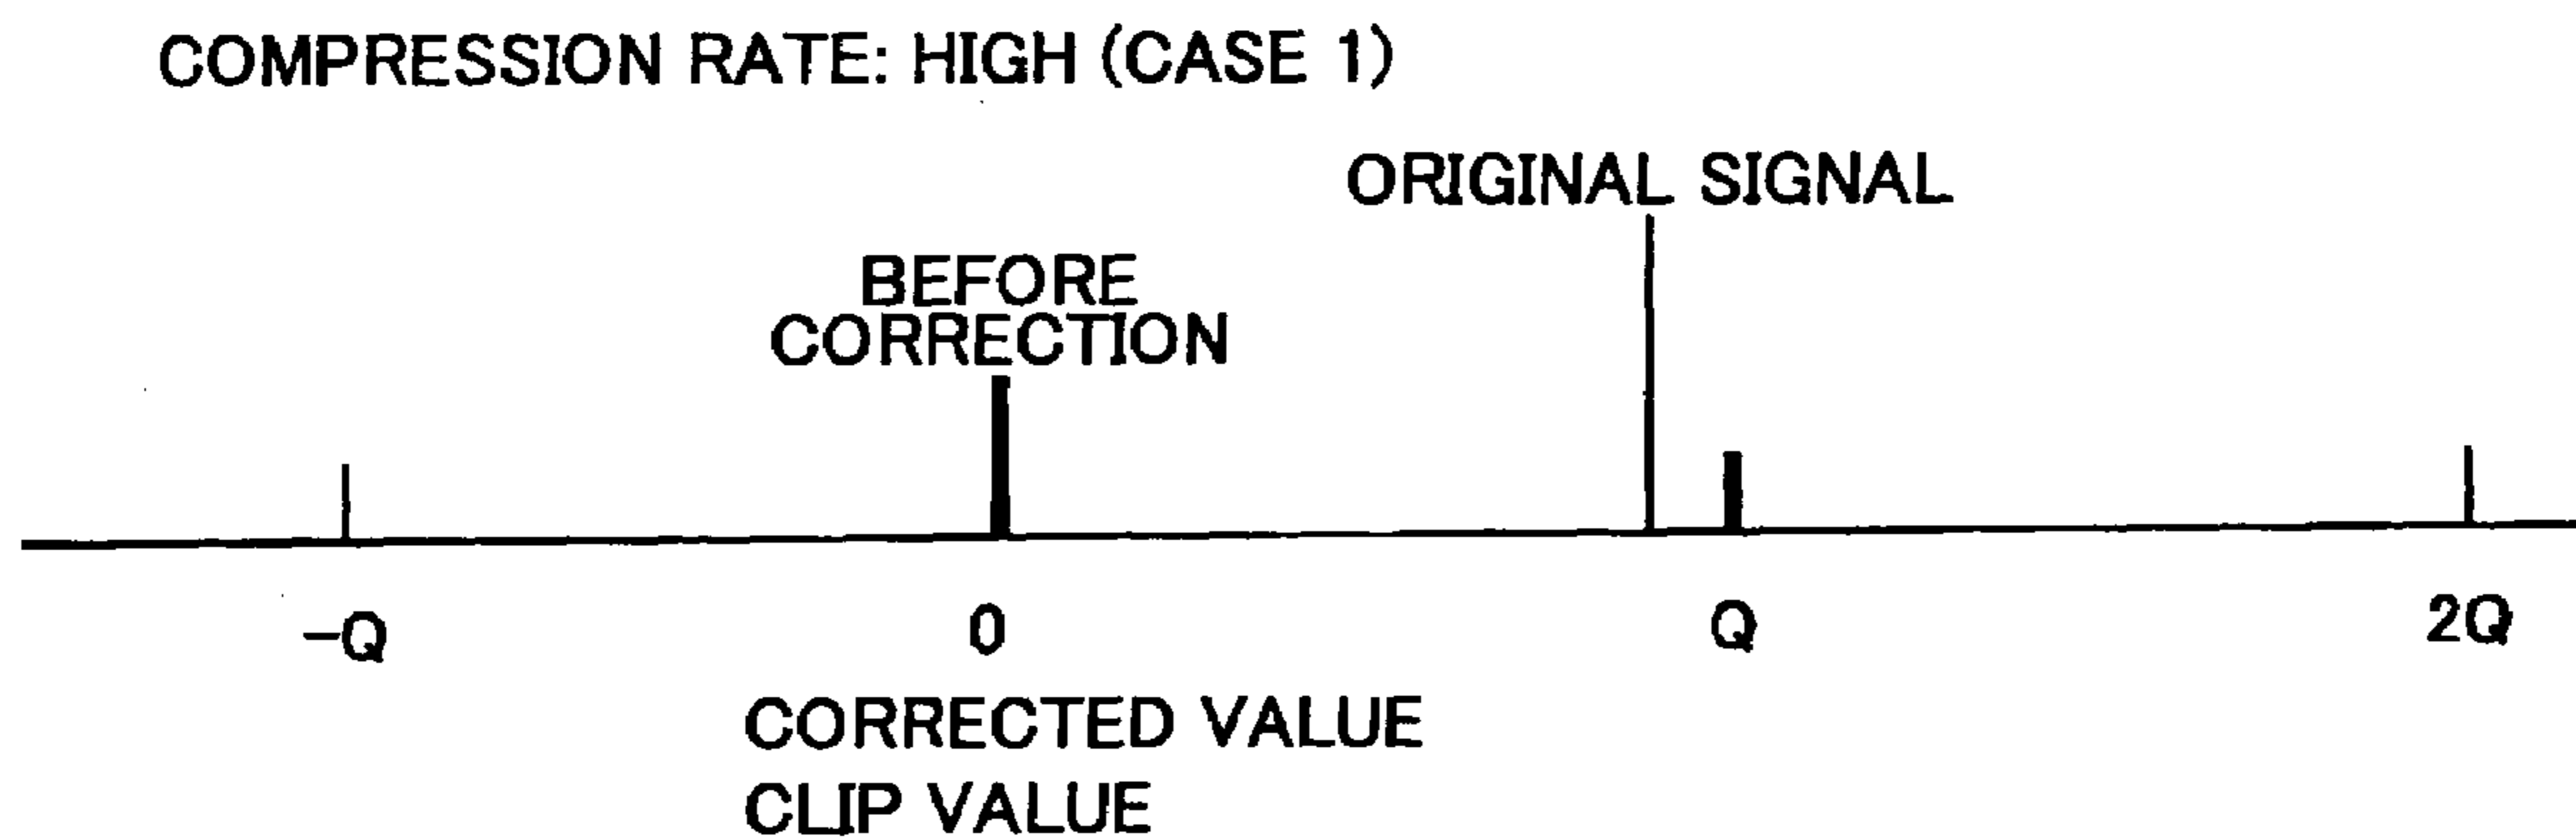 COMPRESSION RATE: HIGH (CASE 1)
ORIGINAL SIGNAL
BEFORE
CORRECTION
-Q 0 Q 2Q
CORRECTED VALUE
CLIP VALUE